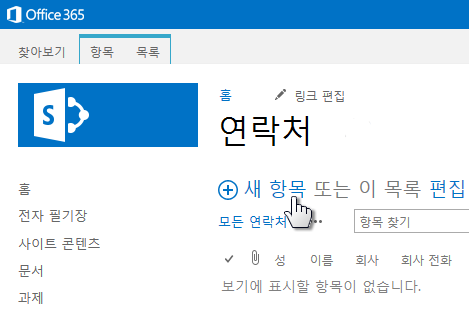 Office 365
찾아보기 항목 목록
S
홈 링크 편집
연락처
새 항목 또는 이 목록 편집
모든 연락처 ••• 항목 찾기
성 이름 회사 회사 전화
보기에 표시할 항목이 없습니다.
홈
전자 필기장
사이트 콘텐츠
문서
과제